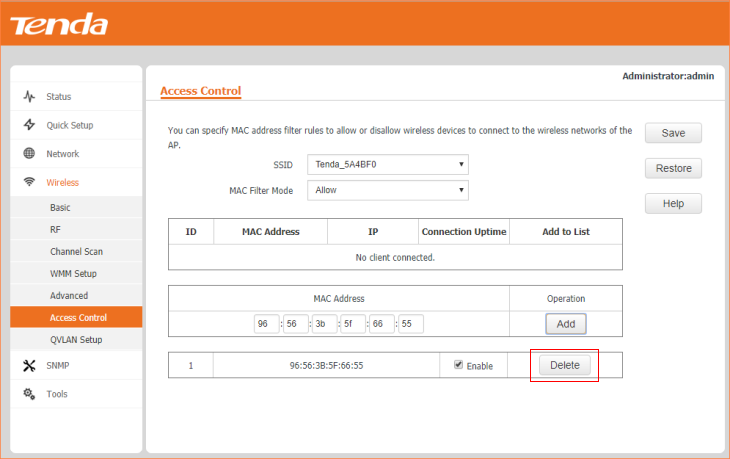 Tenda
Administrator:admin
Access Control
Status
Quick Setup
Network
Wireless
Basic
RF
Channel Scan
WMM Setup
Advanced
Access Control
QVLAN Setup
SNMP
Tools
You can specify MAC address filter rules to allow or disallow wireless devices to connect to the wireless networks of the
AP.
SSID Tenda_5A4BF0
MAC Filter Mode Allow
Save
Restore
Help
ID MAC Address IP Connection Uptime Add to List
No client connected.
MAC Address Operation
96 : 56 : 3b : 5f : 66 : 55 Add
1 96:56:3B:5F:66:55 Enable Delete